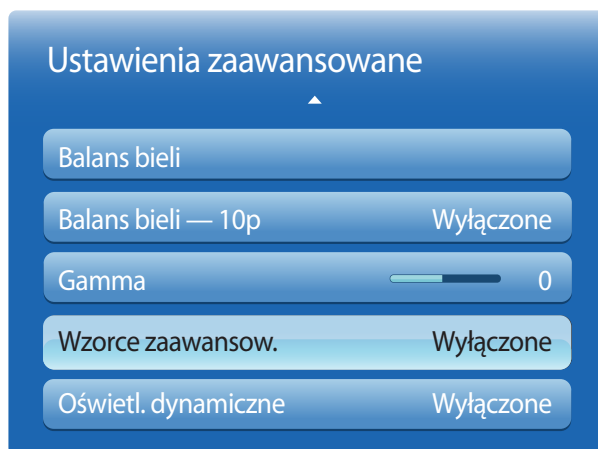 Ustawienia zaawansowane
Balans bieli
Balans bieli — 10p Wyłączone
Gamma 0
Wzorce zaawansow. Wyłączone
Oświetl. dynamiczne Wyłączone